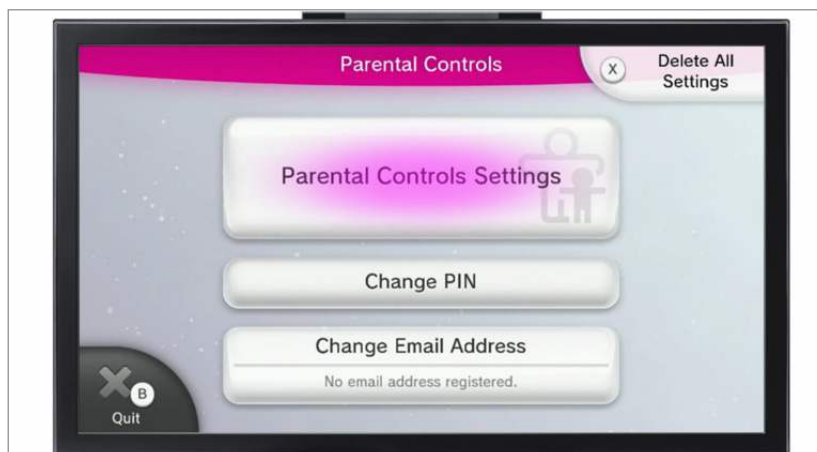 Parental Controls
X
Delete All
Settings
Parental Controls Settings
Change PIN
Change Email Address
No email address registered.
B
Quit